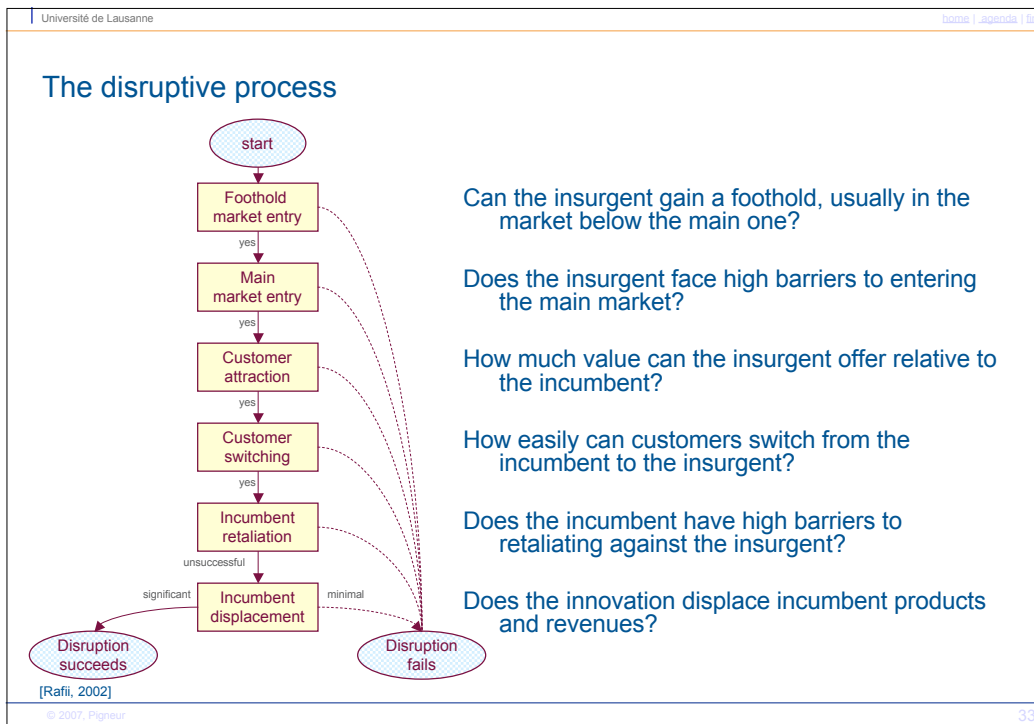 Université de Lausanne
home | agenda |
The disruptive process
start
Foothold
market entry
yes
Main
market entry
yes
Customer
attraction
yes
Customer
switching
yes
Incumbent
retaliation
unsuccessful
significant
Incumbent
displacement
minimal
Disruption
succeeds
Disruption
fails
Can the insurgent gain a foothold, usually in the
market below the main one?
Does the insurgent face high barriers to entering
the main market?
How much value can the insurgent offer relative to
the incumbent?
How easily can customers switch from the
incumbent to the insurgent?
Does the incumbent have high barriers to
retaliating against the insurgent?
Does the innovation displace incumbent products
and revenues?
[Rafii, 2002]
© 2007, Pigneur
33